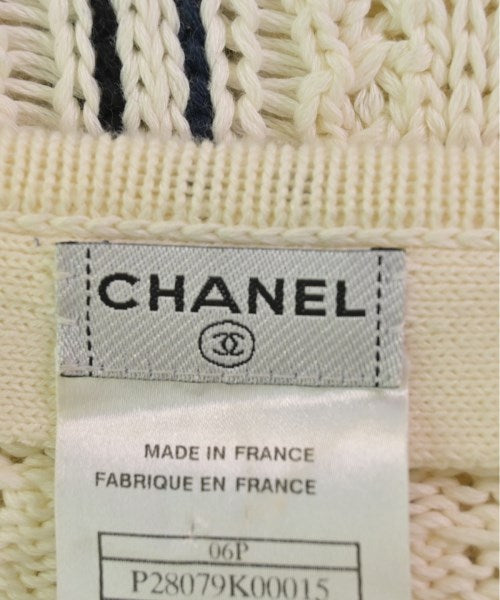 CHANEL
MADE IN FRANCE
FABRIQUE EN FRANCE
06P
P28079K00015